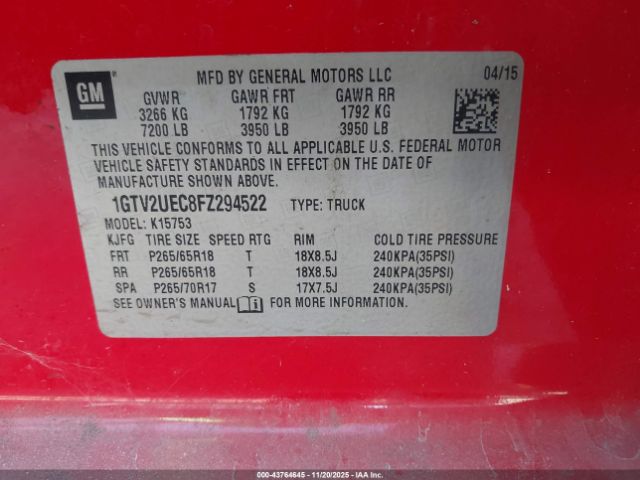 GM
MFD BY GENERAL MOTORS LLC 04/15
GVWR GAWR FRT GAWR RR
3266 KG 1792 KG 1792 KG
7200 LB 3950 LB 3950 LB
THIS VEHICLE CONFORMS TO ALL APPLICABLE U.S. FEDERAL MOTOR
VEHICLE SAFETY STANDARDS IN EFFECT ON THE DATE OF
MANUFACTURE SHOWN ABOVE.
1GTV2UEC8FZ294522 TYPE: TRUCK
MODEL: K15753
KJFG TIRE SIZE SPEED RTG RIM COLD TIRE PRESSURE
FRT P265/65R18 T 18X8.5J 240KPA(35PSI)
RR P265/65R18 T 18X8.5J 240KPA(35PSI)
SPA P265/70R17 S 17X7.5J 240KPA(35PSI)
SEE OWNER'S MANUAL FOR MORE INFORMATION.
000-43764645 - 11/20/2025 - IAA Inc.